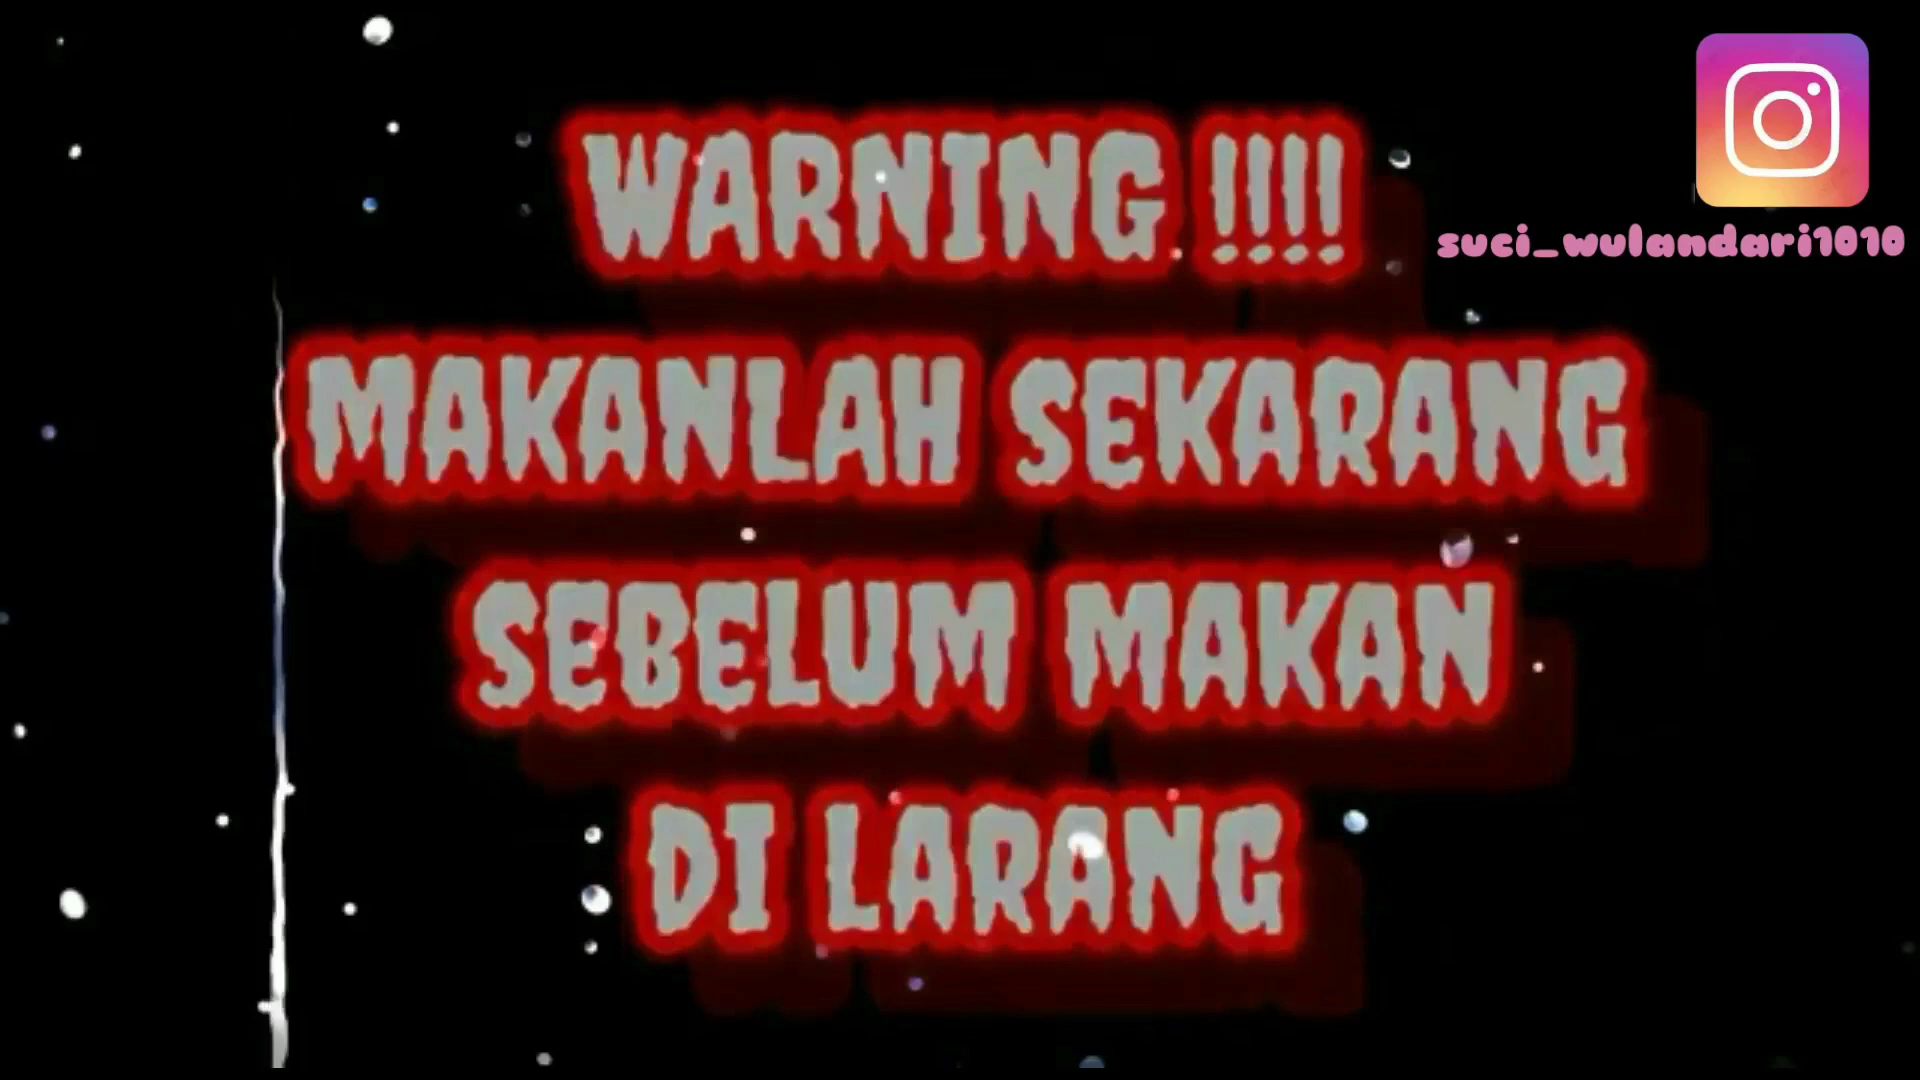 WARNING !!!!
suci_wulandari1010
MAKANLAH SEKARANG
SEBELUM MAKAN
DI LARANG